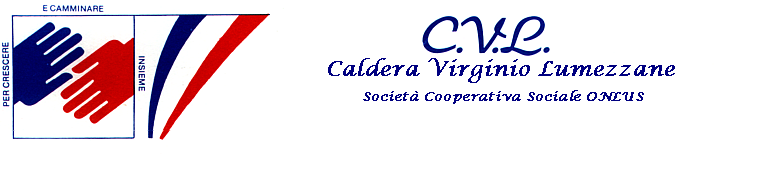 PER CRESCERE
E CAMMINARE
INSIEME
C.V.L.
Caldera Virginio Lumezzane
Società Cooperativa Sociale ONLUS